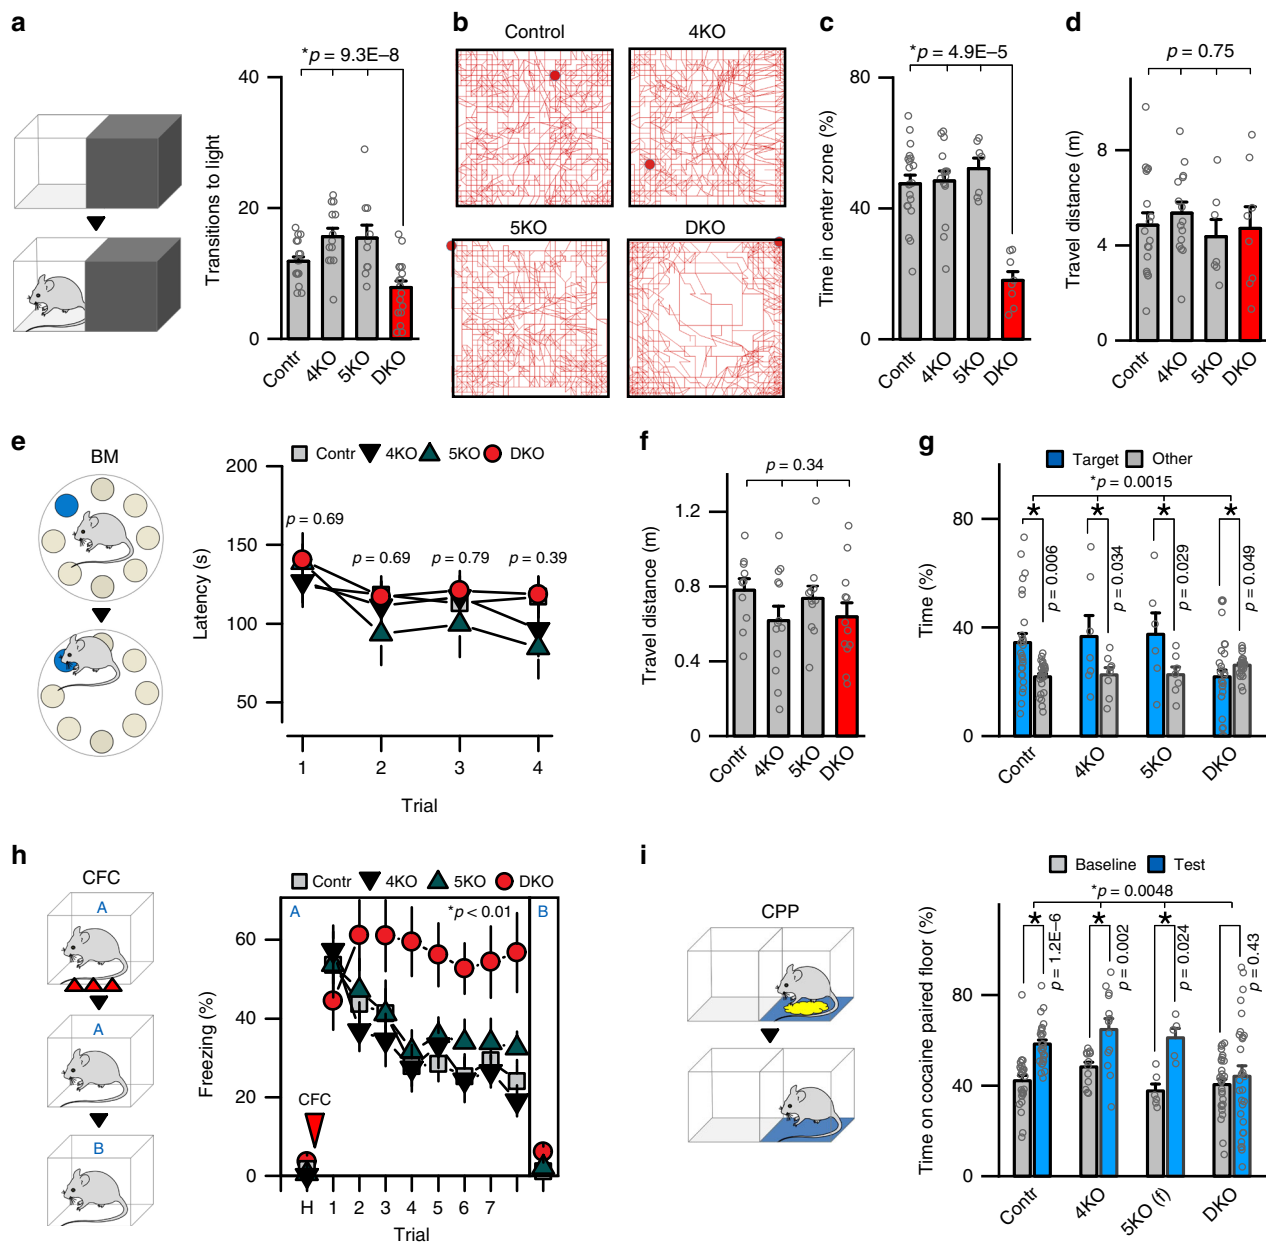 a
*p = 9.3E–8
Transitions to light
40
20
0
Contr
4KO
5KO
DKO
b
Control
4KO
5KO
DKO
c
*p = 4.9E–5
Time in center zone (%)
80
40
0
Contr
4KO
5KO
DKO
d
p = 0.75
Travel distance (m)
8
4
0
Contr
4KO
5KO
DKO
e
BM
Contr 4KO 5KO DKO
Latency (s)
200
150
100
50
p = 0.69
p = 0.69
p = 0.79
p = 0.39
1 2 3 4
Trial
f
p = 0.34
Travel distance (m)
1.2
0.8
0.4
0
Contr
4KO
5KO
DKO
g
Target Other
*p = 0.0015
Time (%)
80
40
0
* p = 0.006
* p = 0.034
* p = 0.029
* p = 0.049
Contr
4KO
5KO
DKO
h
CFC
A
A
B
Contr 4KO 5KO DKO
A
*p < 0.01
B
Freezing (%)
60
40
20
0
CFC
H 1 2 3 4 5 6 7
Trial
i
CPP
Baseline Test
*p = 0.0048
Time on cocaine paired floor (%)
80
40
0
* p = 1.2E–6
* p = 0.002
* p = 0.024
p = 0.43
Contr
4KO
5KO (f)
DKO